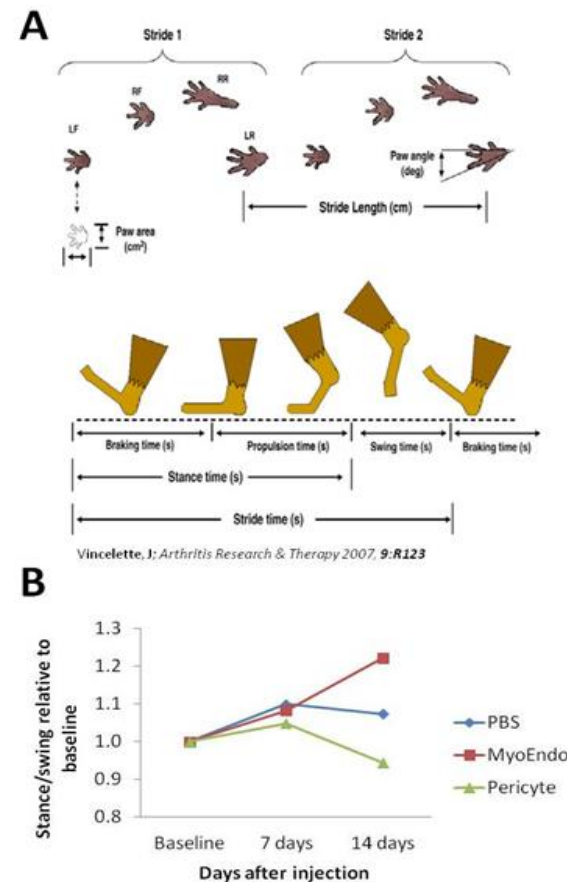 A
Stride 1
Stride 2
RR
RF
LF
LR
Paw angle
(deg)
Stride Length (cm)
Paw area
(cm²)
Braking time (s)
Propulsion time (s)
Swing time (s)
Braking time (s)
Stance time (s)
Stride time (s)
Vincelette, J; Arthritis Research & Therapy 2007, 9:R123
B
Stance/swing relative to
baseline
1.3
1.2
1.1
1.0
0.9
0.8
PBS
MyoEndo
Pericyte
Baseline
7 days
14 days
Days after injection